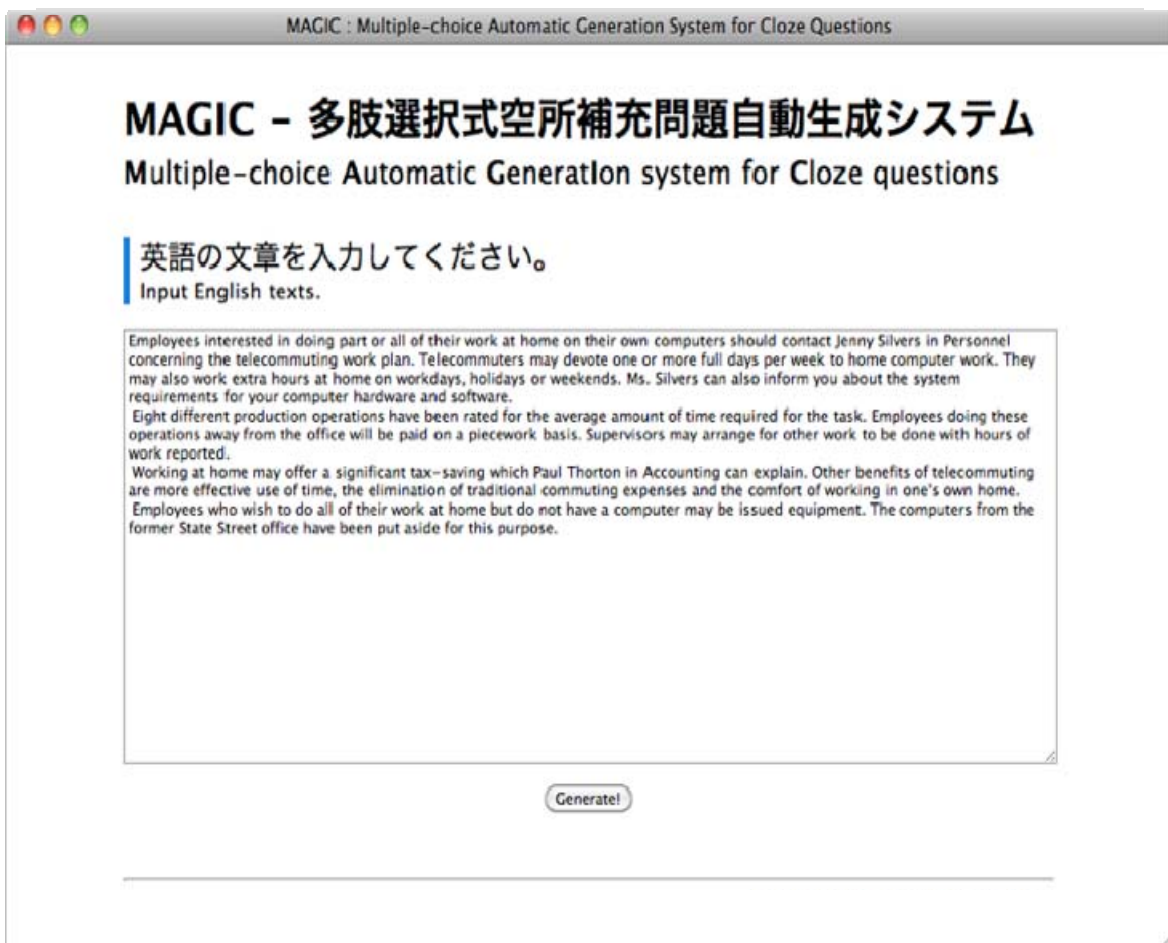 MAGIC : Multiple-choice Automatic Generation System for Cloze Questions
MAGIC - 多肢選択式空所補充問題自動生成システム
Multiple-choice Automatic Generation system for Cloze questions
英語の文章を入力してください。
Input English texts.
Employees interested in doing part or all of their work at home on their own computers should contact Jenny Silvers in Personnel
concerning the telecommuting work plan. Telecommuters may devote one or more full days per week to home computer work. They
may also work extra hours at home on workdays, holidays or weekends. Ms. Silvers can also inform you about the system
requirements for your computer hardware and software.
Eight different production operations have been rated for the average amount of time required for the task. Employees doing these
operations away from the office will be paid on a piecework basis. Supervisors may arrange for other work to be done with hours of
work reported.
Working at home may offer a significant tax-saving which Paul Thorton in Accounting can explain. Other benefits of telecommuting
are more effective use of time, the elimination of traditional commuting expenses and the comfort of working in one's own home.
Employees who wish to do all of their work at home but do not have a computer may be issued equipment. The computers from the
former State Street office have been put aside for this purpose.
Generate!